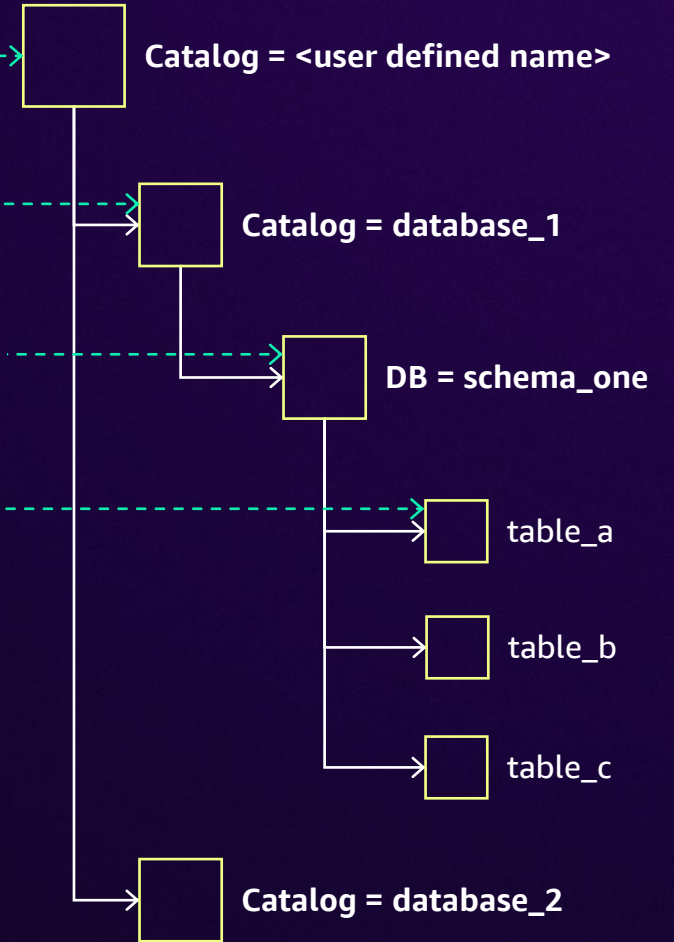 Catalog = <user defined name>
Catalog = database_1
DB = schema_one
table_a
table_b
table_c
Catalog = database_2